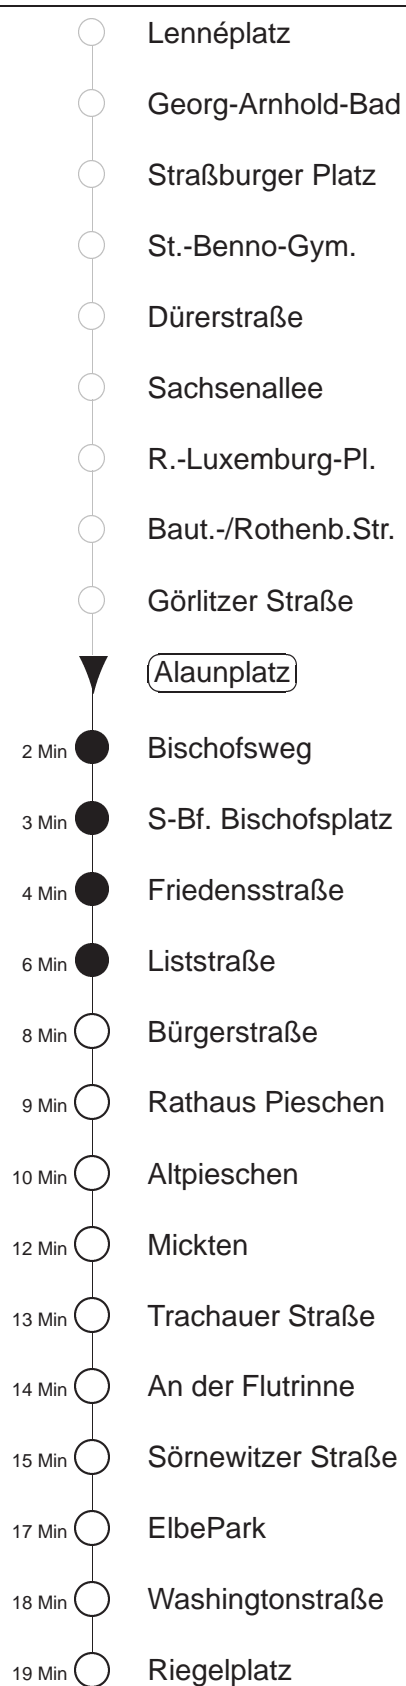 Lennéplatz
Georg-Arnhold-Bad
Straßburger Platz
St.-Benno-Gym.
Dürerstraße
Sachsenallee
R.-Luxemburg-Pl.
Baut.-/Rothenb.Str.
Görlitzer Straße
Alaunplatz
2 Min Bischofsweg
3 Min S-Bf. Bischofsplatz
4 Min Friedensstraße
6 Min Liststraße
8 Min Bürgerstraße
9 Min Rathaus Pieschen
10 Min Altpieschen
12 Min Mickten
13 Min Trachauer Straße
14 Min An der Flutrinne
15 Min Sörnewitzer Straße
17 Min ElbePark
18 Min Washingtonstraße
19 Min Riegelplatz